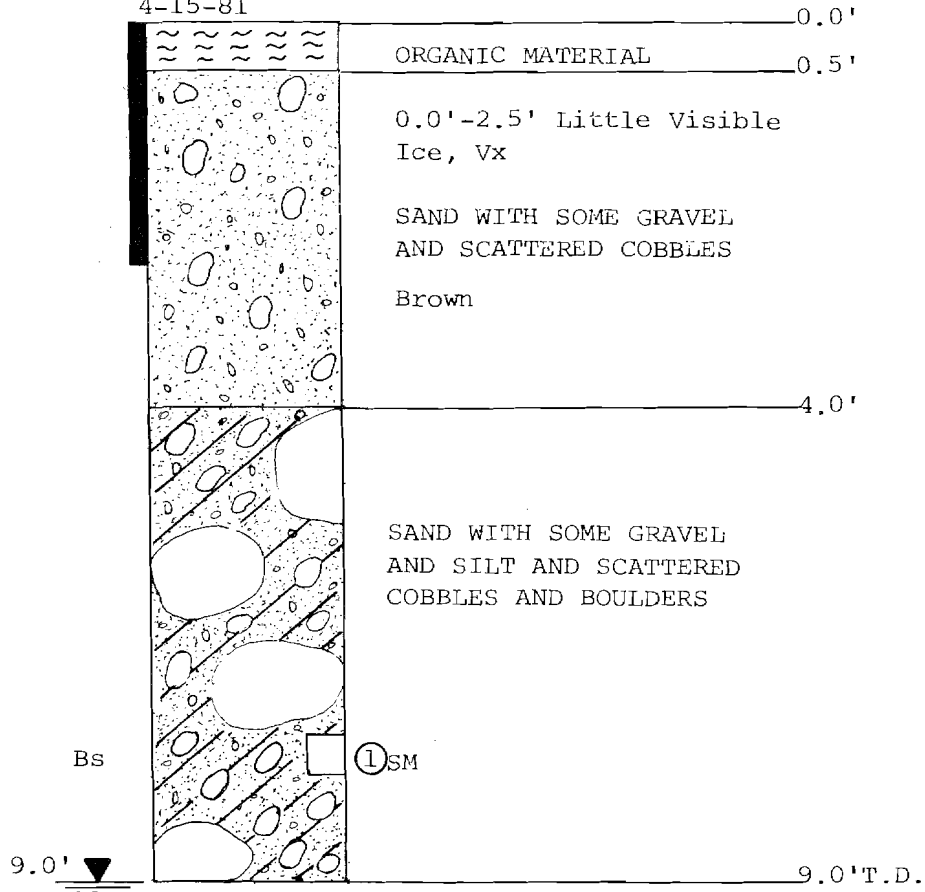 4-15-81
0.0'
ORGANIC MATERIAL
0.5'
0.0'-2.5' Little Visible
Ice, Vx
SAND WITH SOME GRAVEL
AND SCATTERED COBBLES
Brown
4.0'
SAND WITH SOME GRAVEL
AND SILT AND SCATTERED
COBBLES AND BOULDERS
Bs
1 SM
9.0'
9.0'T.D.